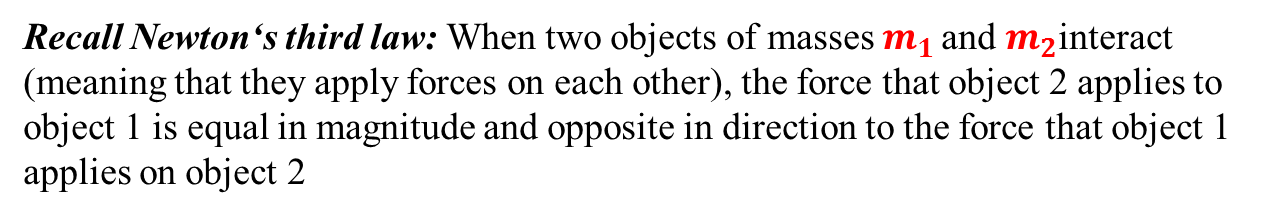 Recall Newton‘s third law: When two objects of masses m₁ and m₂interact
(meaning that they apply forces on each other), the force that object 2 applies to
object 1 is equal in magnitude and opposite in direction to the force that object 1
applies on object 2